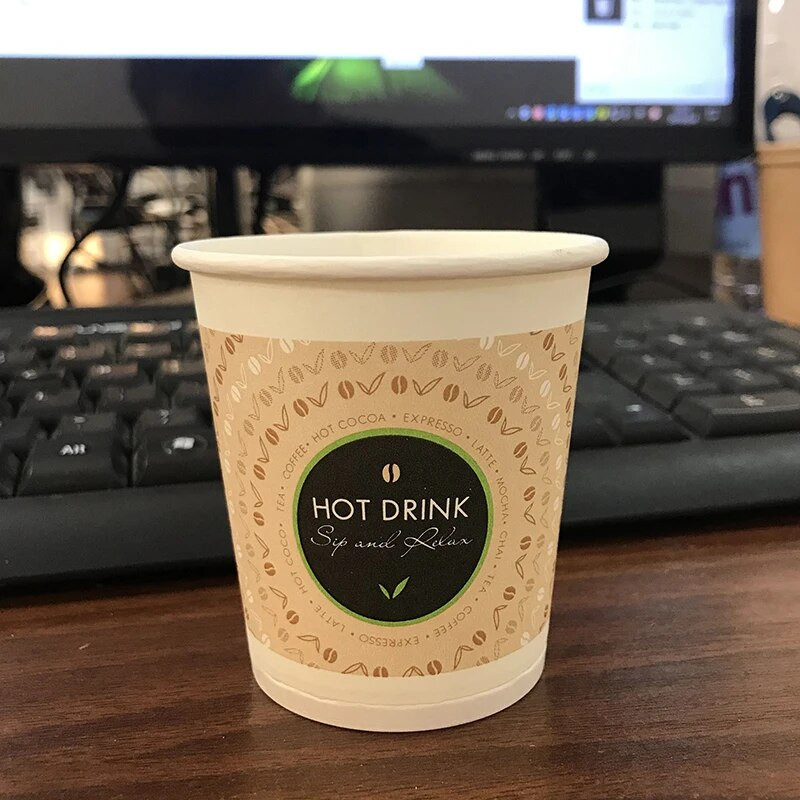 HOT DRINK
Sip and Relax
TEA • COFFEE • HOT COCOA • EXPRESSO • LATTE • MOCHA • CHAI • TEA • COFFEE • EXPRESSO • LATTE • HOT COCO •
Alt